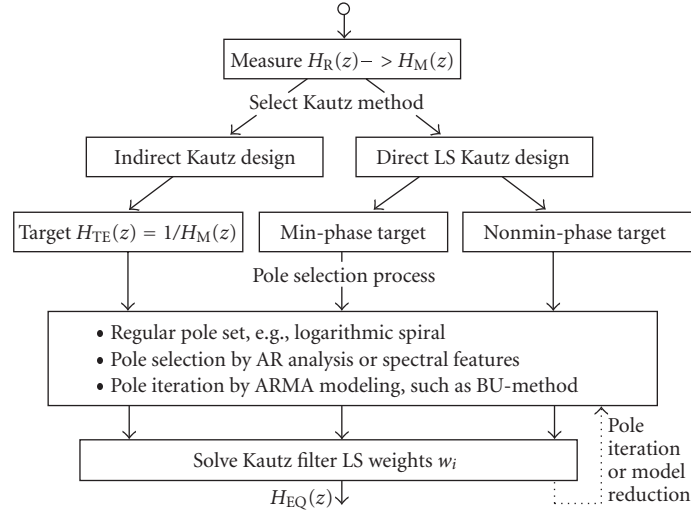 Measure H_R(z)− > H_M(z)
Select Kautz method
Indirect Kautz design
Direct LS Kautz design
Target H_TE(z) = 1/H_M(z)
Min-phase target
Nonmin-phase target
Pole selection process
• Regular pole set, e.g., logarithmic spiral
• Pole selection by AR analysis or spectral features
• Pole iteration by ARMA modeling, such as BU-method
Pole
iteration
or model
reduction
Solve Kautz filter LS weights w_i
H_EQ(z)